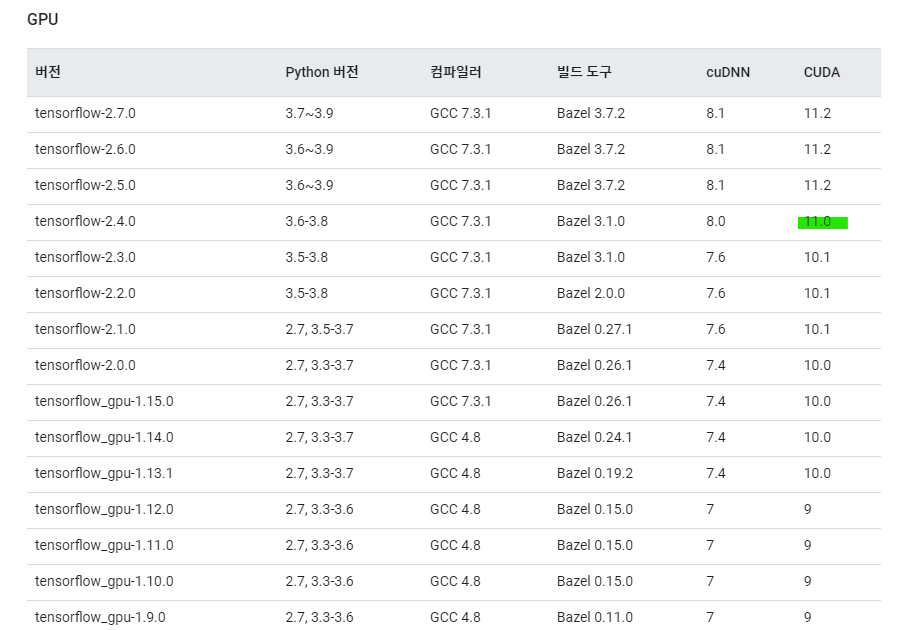 GPU
버전 Python 버전 컴파일러 빌드 도구 cuDNN CUDA
tensorflow-2.7.0 3.7~3.9 GCC 7.3.1 Bazel 3.7.2 8.1 11.2
tensorflow-2.6.0 3.6~3.9 GCC 7.3.1 Bazel 3.7.2 8.1 11.2
tensorflow-2.5.0 3.6~3.9 GCC 7.3.1 Bazel 3.7.2 8.1 11.2
tensorflow-2.4.0 3.6-3.8 GCC 7.3.1 Bazel 3.1.0 8.0 11.0
tensorflow-2.3.0 3.5-3.8 GCC 7.3.1 Bazel 3.1.0 7.6 10.1
tensorflow-2.2.0 3.5-3.8 GCC 7.3.1 Bazel 2.0.0 7.6 10.1
tensorflow-2.1.0 2.7, 3.5-3.7 GCC 7.3.1 Bazel 0.27.1 7.6 10.1
tensorflow-2.0.0 2.7, 3.3-3.7 GCC 7.3.1 Bazel 0.26.1 7.4 10.0
tensorflow_gpu-1.15.0 2.7, 3.3-3.7 GCC 7.3.1 Bazel 0.26.1 7.4 10.0
tensorflow_gpu-1.14.0 2.7, 3.3-3.7 GCC 4.8 Bazel 0.24.1 7.4 10.0
tensorflow_gpu-1.13.1 2.7, 3.3-3.7 GCC 4.8 Bazel 0.19.2 7.4 10.0
tensorflow_gpu-1.12.0 2.7, 3.3-3.6 GCC 4.8 Bazel 0.15.0 7 9
tensorflow_gpu-1.11.0 2.7, 3.3-3.6 GCC 4.8 Bazel 0.15.0 7 9
tensorflow_gpu-1.10.0 2.7, 3.3-3.6 GCC 4.8 Bazel 0.15.0 7 9
tensorflow_gpu-1.9.0 2.7, 3.3-3.6 GCC 4.8 Bazel 0.11.0 7 9